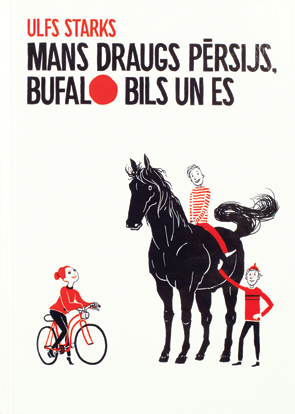 ULFS STARKS
MANS DRAUGS PĒRSIJS,
BUFALO BILS UN ES